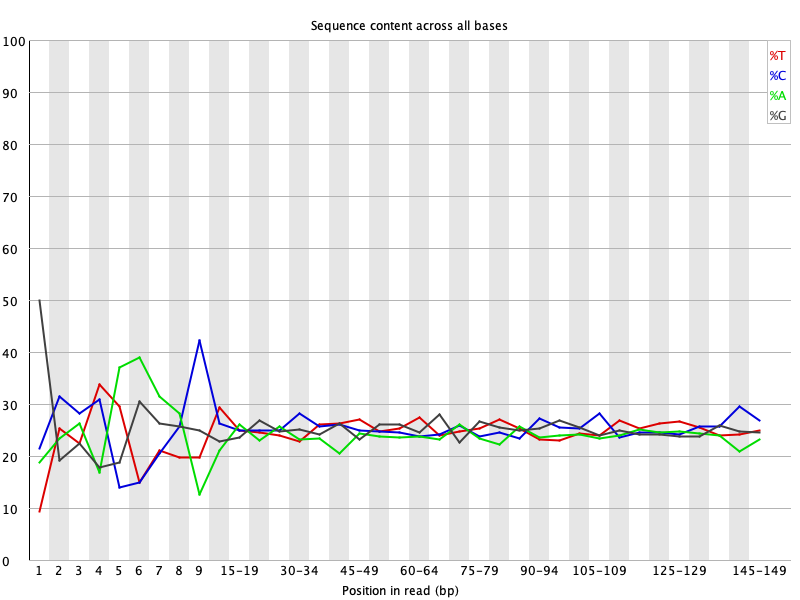 Sequence content across all bases
100
90
80
70
60
50
40
30
20
10
0
%T
%C
%A
%G
1 2 3 4 5 6 7 8 9 15-19 30-34 45-49 60-64 75-79 90-94 105-109 125-129 145-149
Position in read (bp)